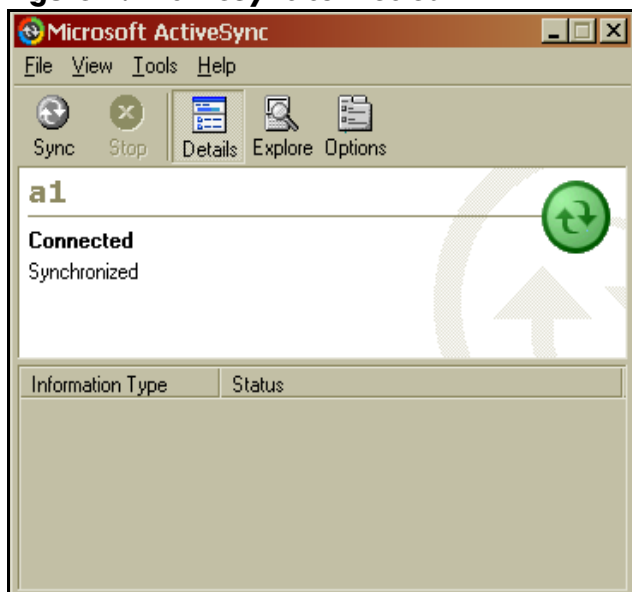 Microsoft ActiveSync
File View Tools Help
Sync Stop Details Explore Options
a1
Connected
Synchronized
Information Type Status